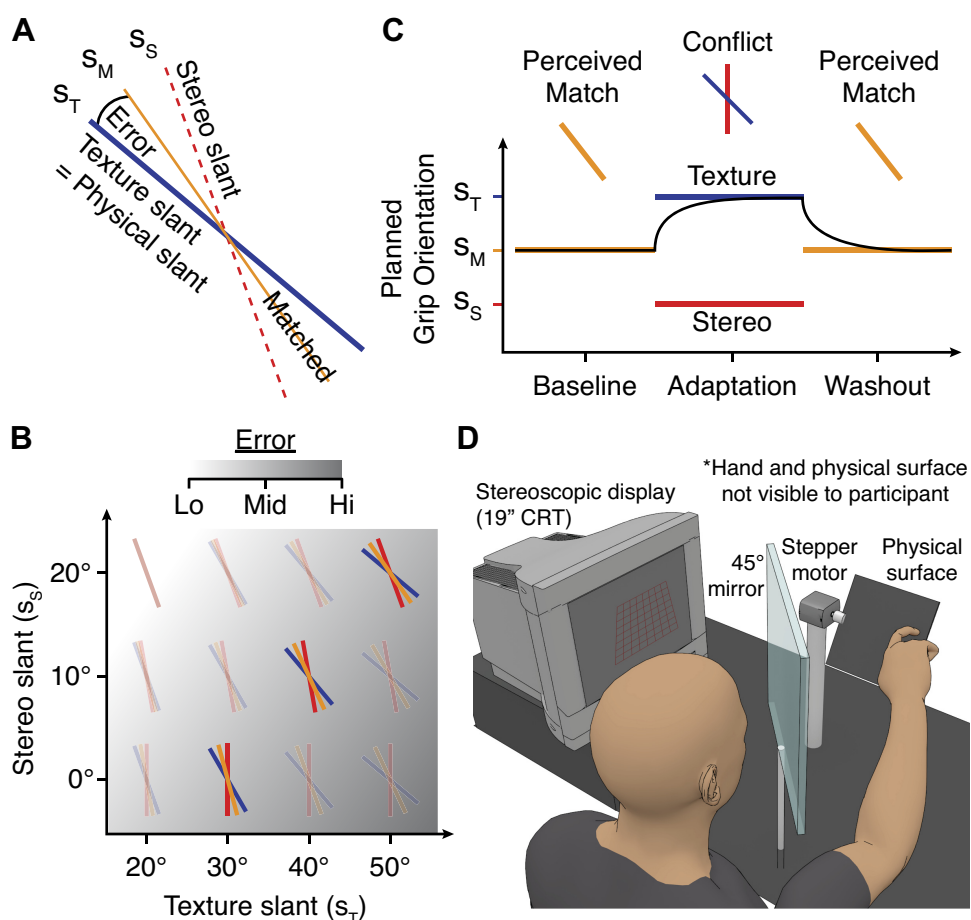 A
S_S
S_M
S_T
Stereo slant
Error
Texture slant
= Physical slant
Matched
B
Error
Lo
Mid
Hi
Stereo slant (s_S)
20°
10°
0°
20°
30°
40°
50°
Texture slant (s_T)
C
Perceived
Match
Conflict
Perceived
Match
Planned
Grip Orientation
S_T
S_M
S_S
Texture
Stereo
Baseline
Adaptation
Washout
D
*Hand and physical surface
not visible to participant
Stereoscopic display
(19" CRT)
45°
mirror
Stepper
motor
Physical
surface